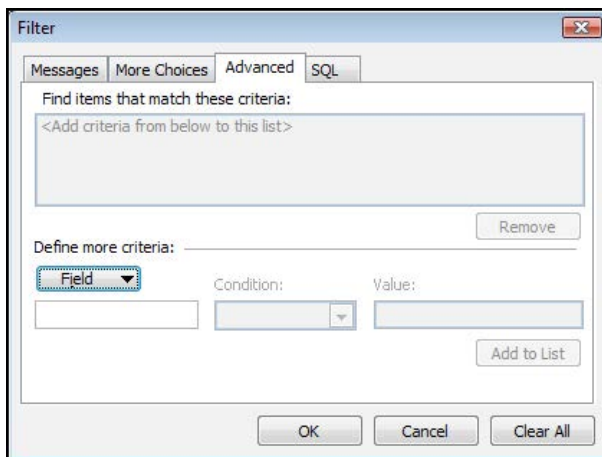 Filter
Messages More Choices Advanced SQL
Find items that match these criteria:
<Add criteria from below to this list>
Remove
Define more criteria:
Field
Condition: Value:
Add to List
OK Cancel Clear All